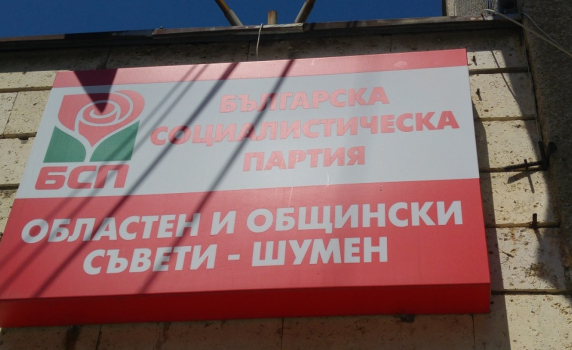 БЪЛГАРСКА
СОЦИАЛИСТИЧЕСКА
ПАРТИЯ
БСП
ОБЛАСТЕН И ОБЩИНСКИ
СЪВЕТИ - ШУМЕН